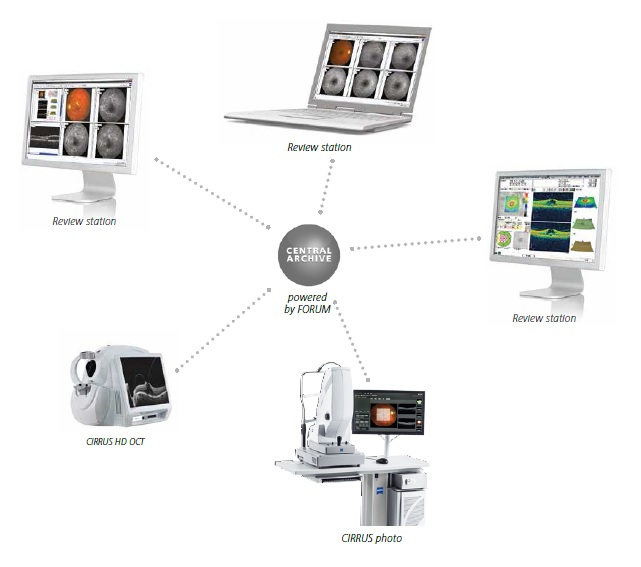 Review station
Review station
CENTRAL
ARCHIVE
powered
by FORUM
Review station
CIRRUS HD OCT
CIRRUS photo